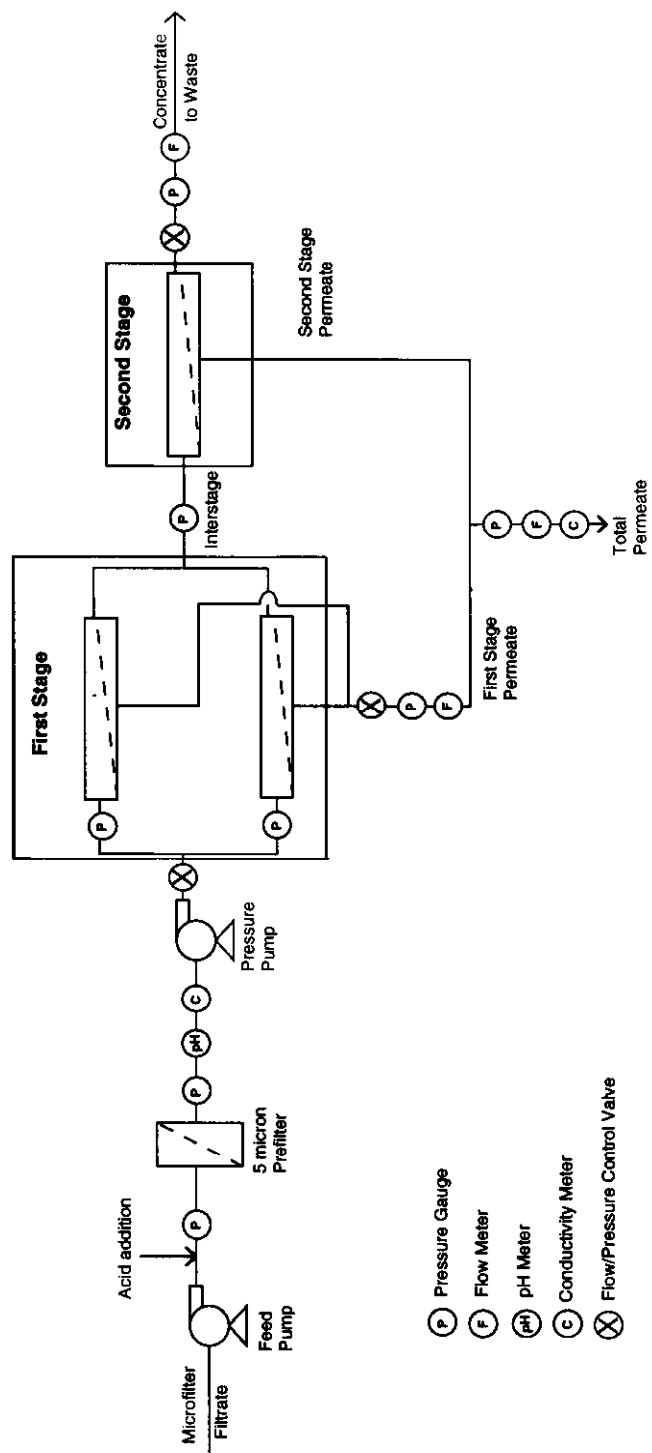 Microfilter
Filtrate
Feed
Pump
Acid addition
P
5 micron
Prefilter
P
pH
C
Pressure
Pump
First Stage
P
P
P
F
First Stage
Permeate
P
Interstage
Second Stage
Second Stage
Permeate
P
F
Concentrate
to Waste
P
F
C
Total
Permeate
P Pressure Gauge
F Flow Meter
pH pH Meter
C Conductivity Meter
Flow/Pressure Control Valve